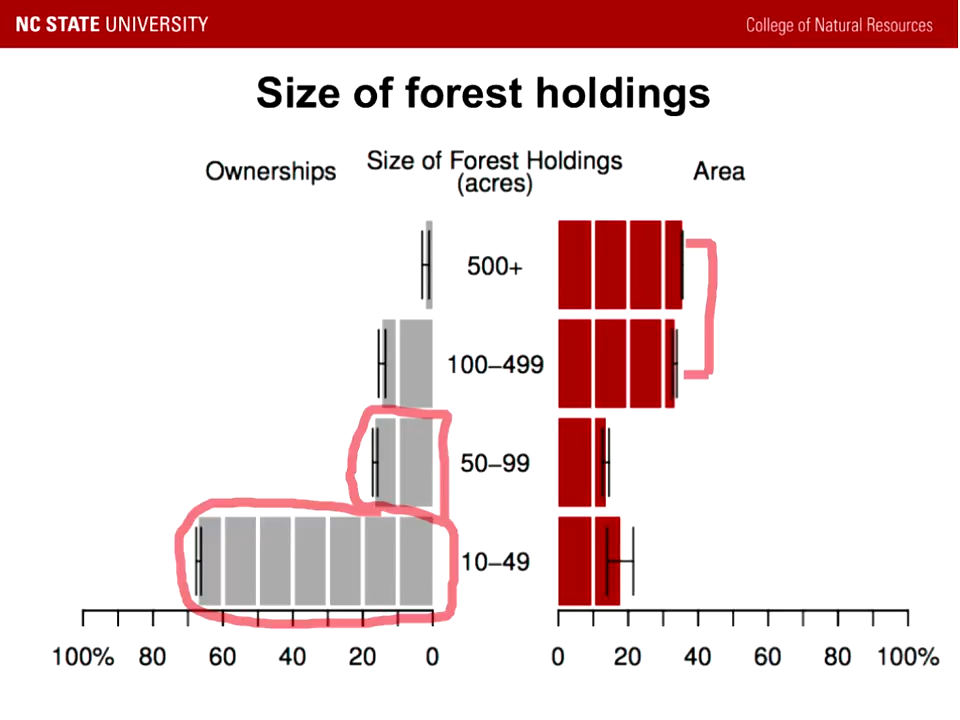 NC STATE UNIVERSITY
College of Natural Resources
Size of forest holdings
Ownerships
Size of Forest Holdings
(acres)
Area
500+
100–499
50–99
10–49
100% 80 60 40 20 0
0 20 40 60 80 100%